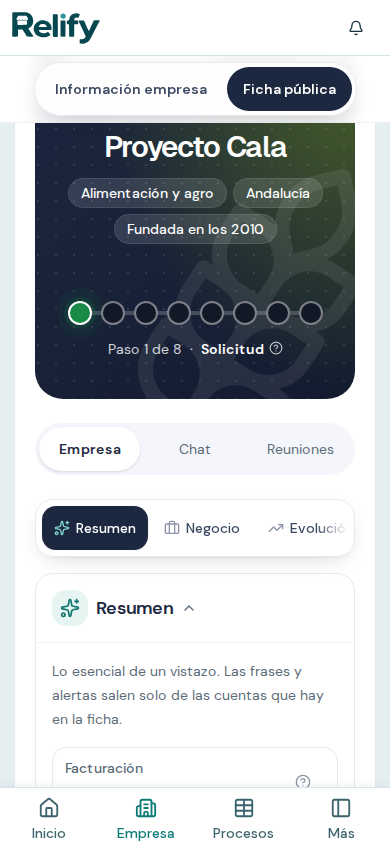 Relify
Información empresa
Ficha pública
Proyecto Cala
Alimentación y agro
Andalucía
Fundada en los 2010
Paso 1 de 8 · Solicitud
Empresa
Chat
Reuniones
Resumen
Negocio
Evolució
Resumen
Lo esencial de un vistazo. Las frases y
alertas salen solo de las cuentas que hay
en la ficha.
Facturación
Inicio
Empresa
Procesos
Más